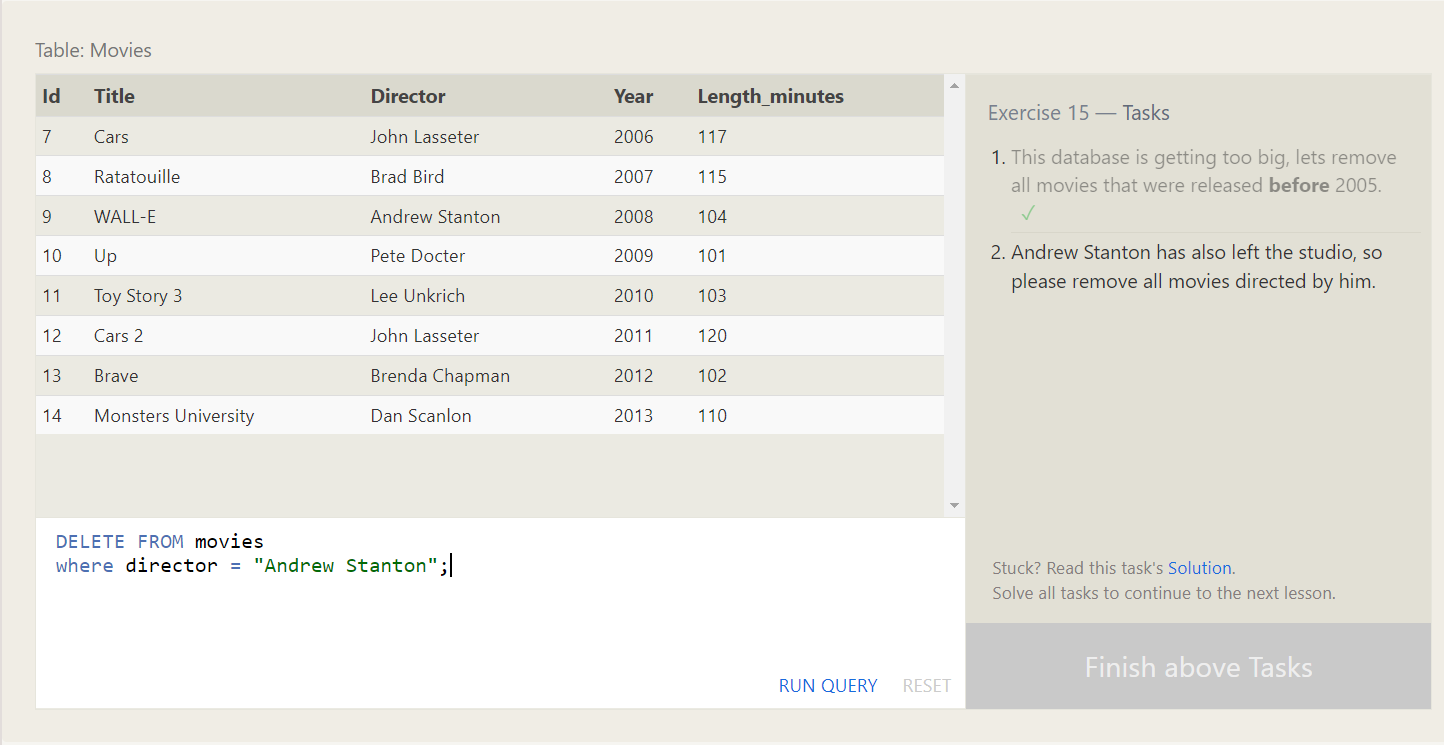 Table: Movies
Id Title Director Year Length_minutes
7 Cars John Lasseter 2006 117
8 Ratatouille Brad Bird 2007 115
9 WALL-E Andrew Stanton 2008 104
10 Up Pete Docter 2009 101
11 Toy Story 3 Lee Unkrich 2010 103
12 Cars 2 John Lasseter 2011 120
13 Brave Brenda Chapman 2012 102
14 Monsters University Dan Scanlon 2013 110
DELETE FROM movies
where director = "Andrew Stanton";
RUN QUERY RESET
Exercise 15 — Tasks
1. This database is getting too big, lets remove
all movies that were released before 2005.
✓
2. Andrew Stanton has also left the studio, so
please remove all movies directed by him.
Stuck? Read this task's Solution.
Solve all tasks to continue to the next lesson.
Finish above Tasks